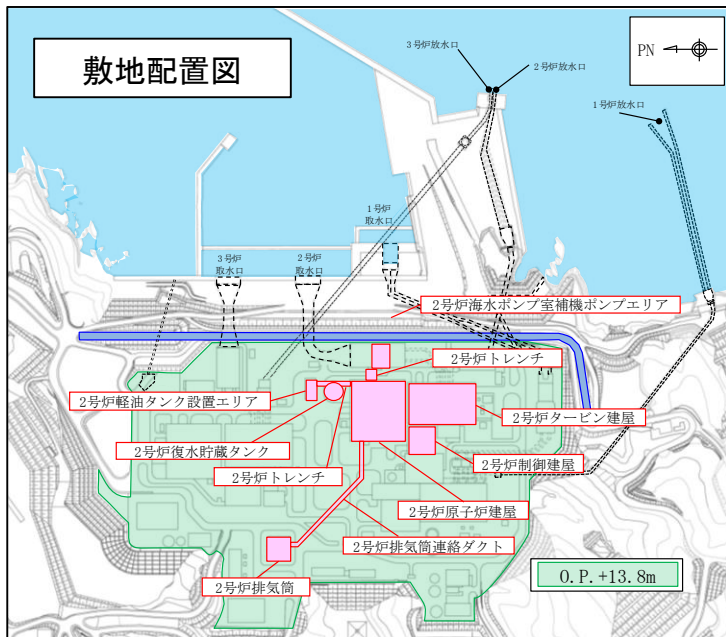 敷地配置図
PN
3号炉放水口
2号炉放水口
1号炉放水口
1号炉
取水口
2号炉
取水口
3号炉
取水口
2号炉海水ポンプ室補機ポンプエリア
2号炉トレンチ
2号炉軽油タンク設置エリア
2号炉タービン建屋
2号炉復水貯蔵タンク
2号炉制御建屋
2号炉トレンチ
2号炉原子炉建屋
2号炉排気筒連絡ダクト
2号炉排気筒
O.P.+13.8m